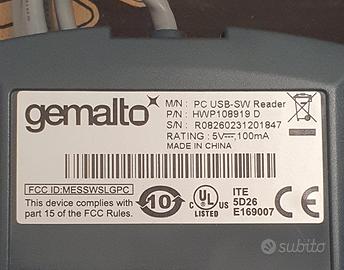 gemalto
M/N : PC USB-SW Reader
P/N : HWP108919 D
S/N : R08260231201847
RATING : 5V⎓, 100mA
MADE IN CHINA
FCC ID:MESSWSLGPC
This device complies with
part 15 of the FCC Rules.
10
C UL US
LISTED
ITE
5D26
E169007
CE
subito